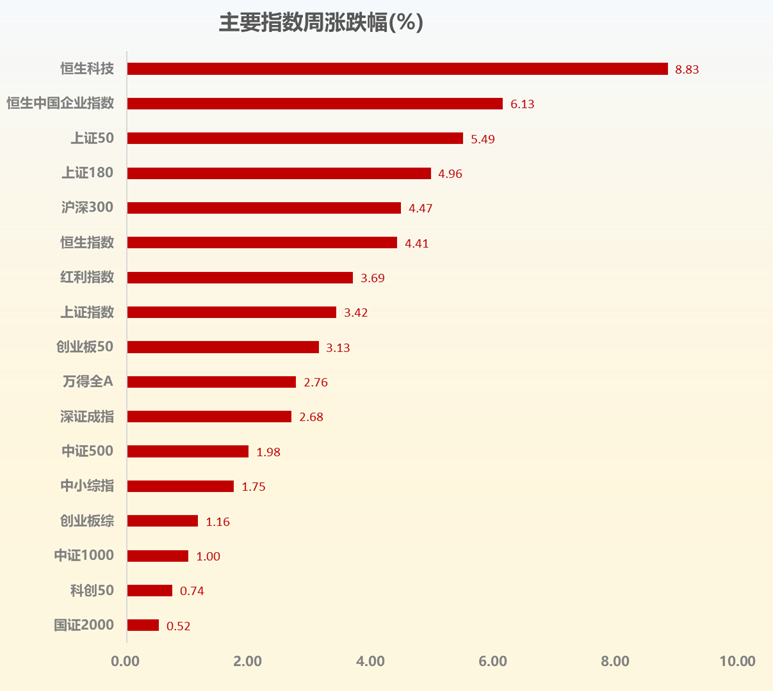 主要指数周涨跌幅(%)
恒生科技 8.83
恒生中国企业指数 6.13
上证50 5.49
上证180 4.96
沪深300 4.47
恒生指数 4.41
红利指数 3.69
上证指数 3.42
创业板50 3.13
万得全A 2.76
深证成指 2.68
中证500 1.98
中小综指 1.75
创业板综 1.16
中证1000 1.00
科创50 0.74
国证2000 0.52
0.00 2.00 4.00 6.00 8.00 10.00